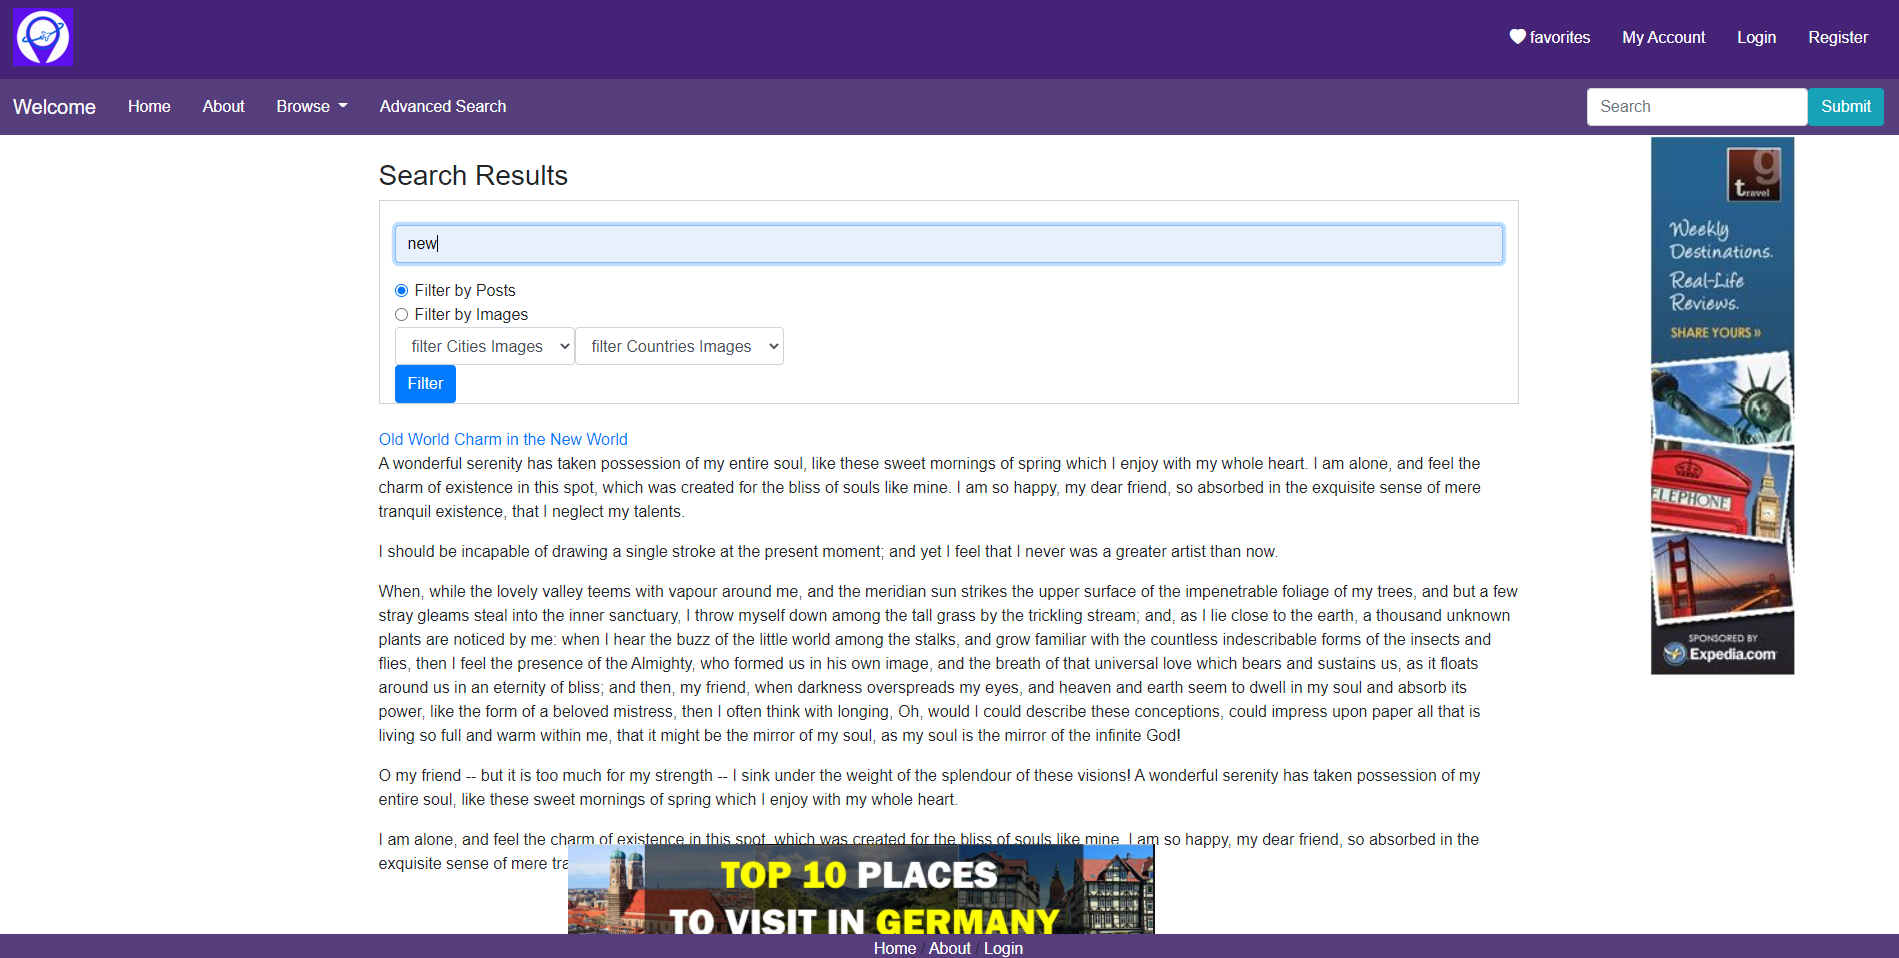 favorites My Account Login Register
Welcome Home About Browse Advanced Search Search Submit
Search Results
new
Filter by Posts
Filter by Images
filter Cities Images filter Countries Images
Filter
Old World Charm in the New World
A wonderful serenity has taken possession of my entire soul, like these sweet mornings of spring which I enjoy with my whole heart. I am alone, and feel the
charm of existence in this spot, which was created for the bliss of souls like mine. I am so happy, my dear friend, so absorbed in the exquisite sense of mere
tranquil existence, that I neglect my talents.
I should be incapable of drawing a single stroke at the present moment; and yet I feel that I never was a greater artist than now.
When, while the lovely valley teems with vapour around me, and the meridian sun strikes the upper surface of the impenetrable foliage of my trees, and but a few
stray gleams steal into the inner sanctuary, I throw myself down among the tall grass by the trickling stream; and, as I lie close to the earth, a thousand unknown
plants are noticed by me: when I hear the buzz of the little world among the stalks, and grow familiar with the countless indescribable forms of the insects and
flies, then I feel the presence of the Almighty, who formed us in his own image, and the breath of that universal love which bears and sustains us, as it floats
around us in an eternity of bliss; and then, my friend, when darkness overspreads my eyes, and heaven and earth seem to dwell in my soul and absorb its
power, like the form of a beloved mistress, then I often think with longing, Oh, would I could describe these conceptions, could impress upon paper all that is
living so full and warm within me, that it might be the mirror of my soul, as my soul is the mirror of the infinite God!
O my friend -- but it is too much for my strength -- I sink under the weight of the splendour of these visions! A wonderful serenity has taken possession of my
entire soul, like these sweet mornings of spring which I enjoy with my whole heart.
I am alone, and feel the charm of existence in this spot, which was created for the bliss of souls like mine. I am so happy, my dear friend, so absorbed in the
exquisite sense of mere
g travel
Weekly
Destinations.
Real-Life
Reviews.
SHARE YOURS »
ELEPHONE
SPONSORED BY
Expedia.com
TOP 10 PLACES
TO VISIT IN GERMANY
Home / About / Login